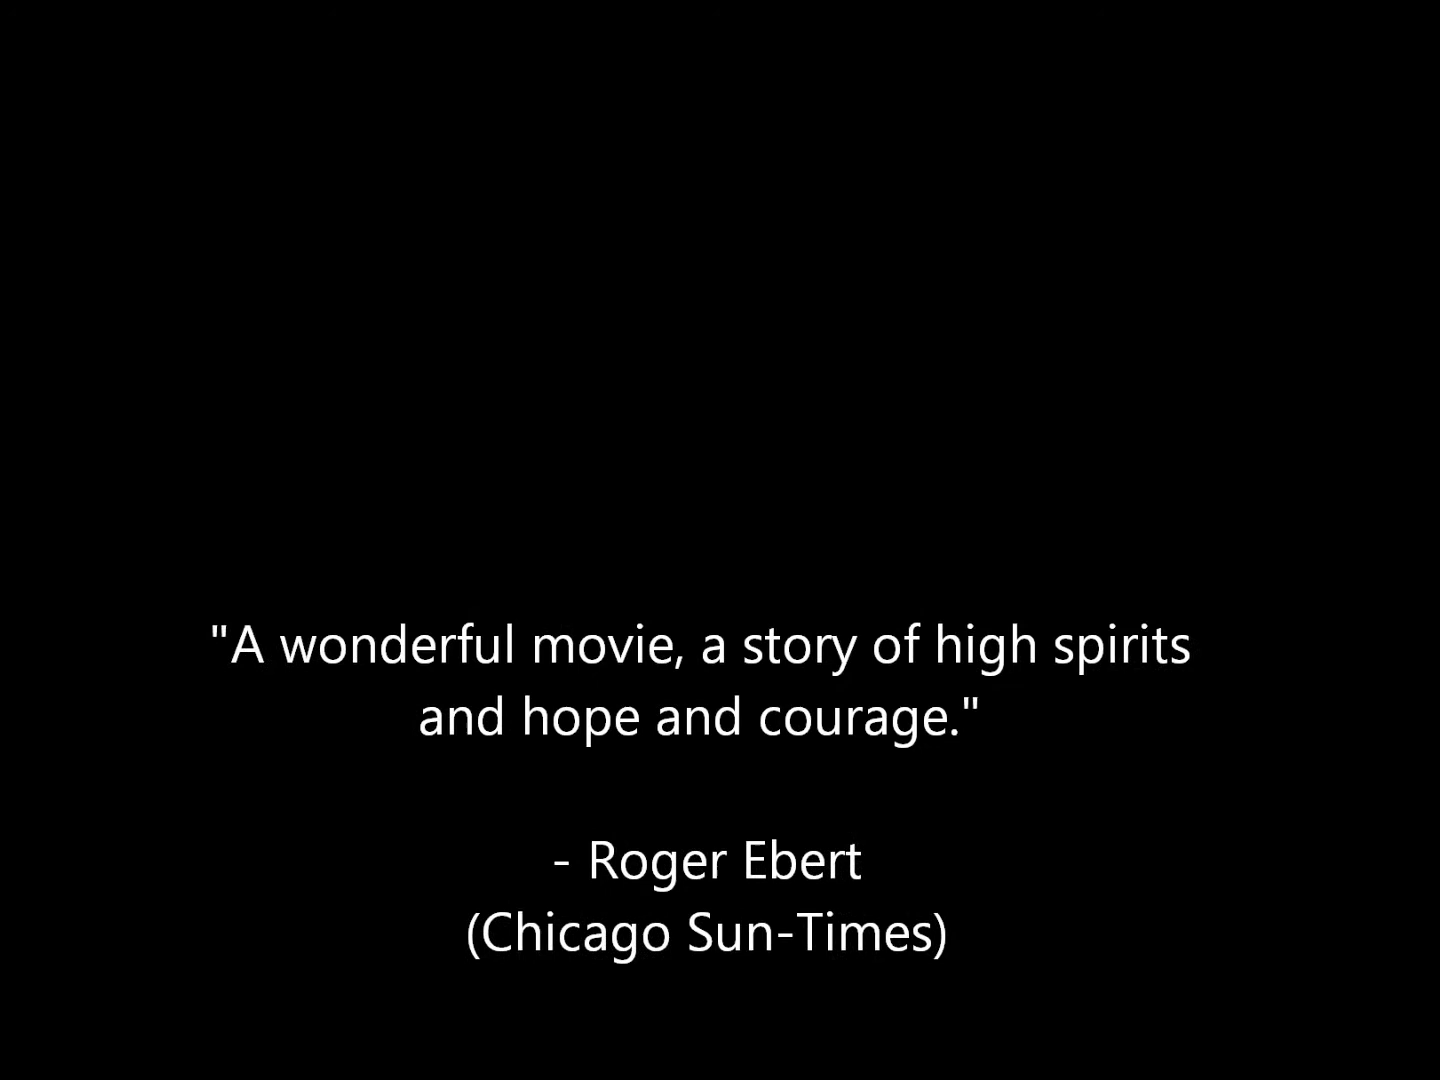 "A wonderful movie, a story of high spirits
and hope and courage."
- Roger Ebert
(Chicago Sun-Times)